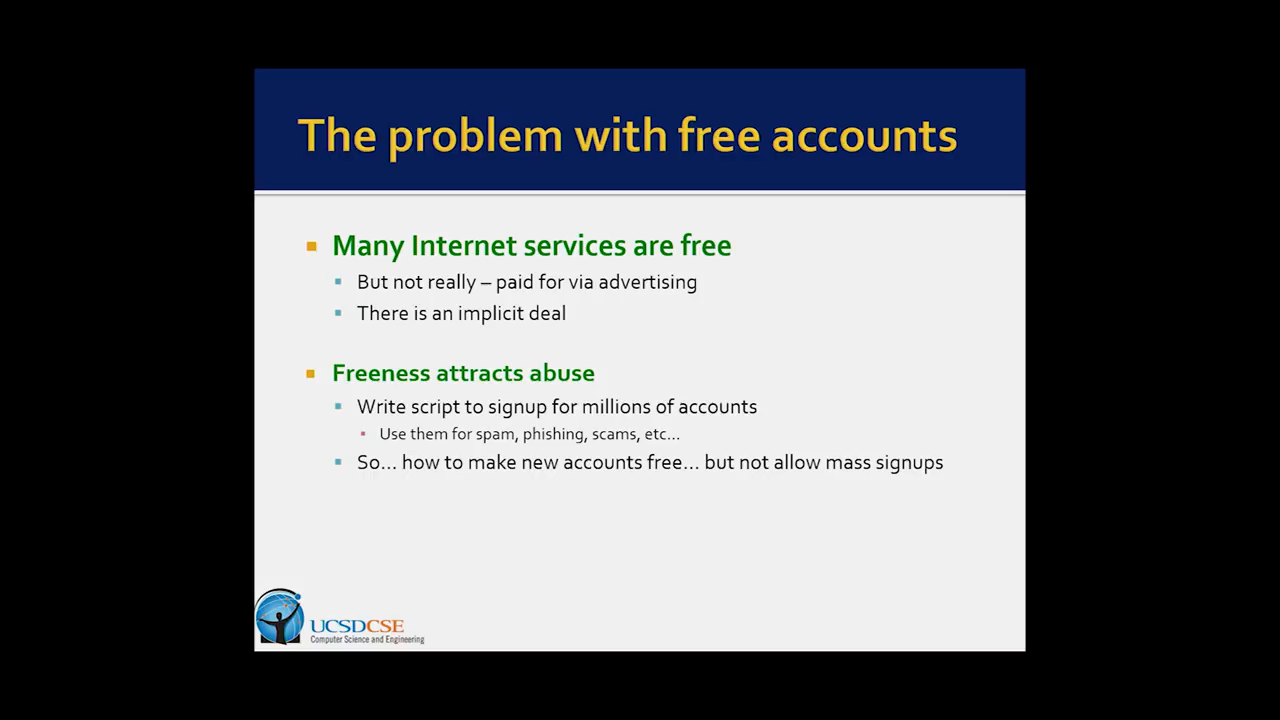 The problem with free accounts
Many Internet services are free
But not really – paid for via advertising
There is an implicit deal
Freeness attracts abuse
Write script to signup for millions of accounts
Use them for spam, phishing, scams, etc...
So... how to make new accounts free... but not allow mass signups
UCSDCSE
Computer Science and Engineering